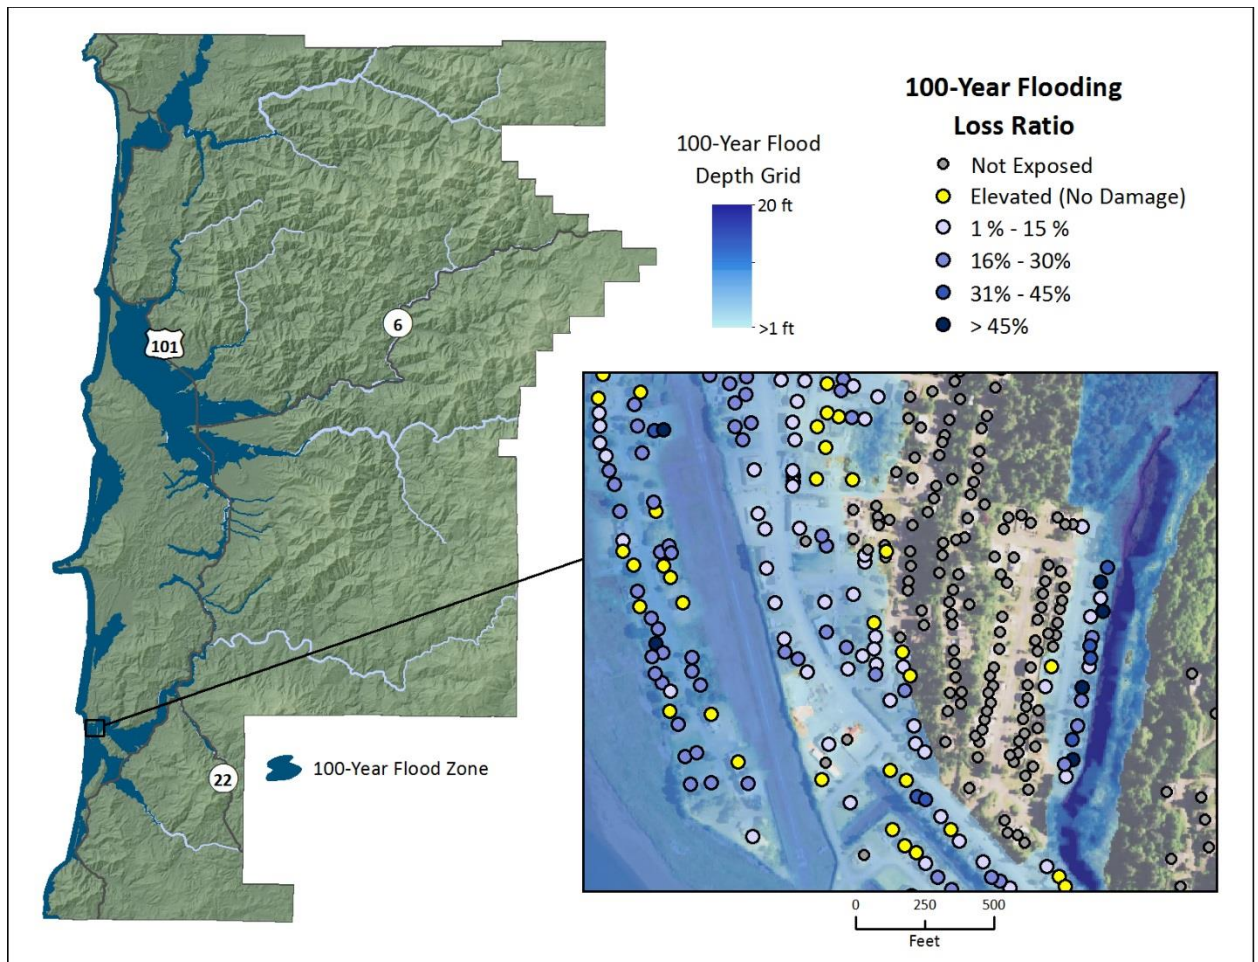 100-Year Flooding
Loss Ratio
Not Exposed
Elevated (No Damage)
1 % - 15 %
16% - 30%
31% - 45%
> 45%
100-Year Flood
Depth Grid
20 ft
>1 ft
6
101
22
100-Year Flood Zone
0 250 500
Feet